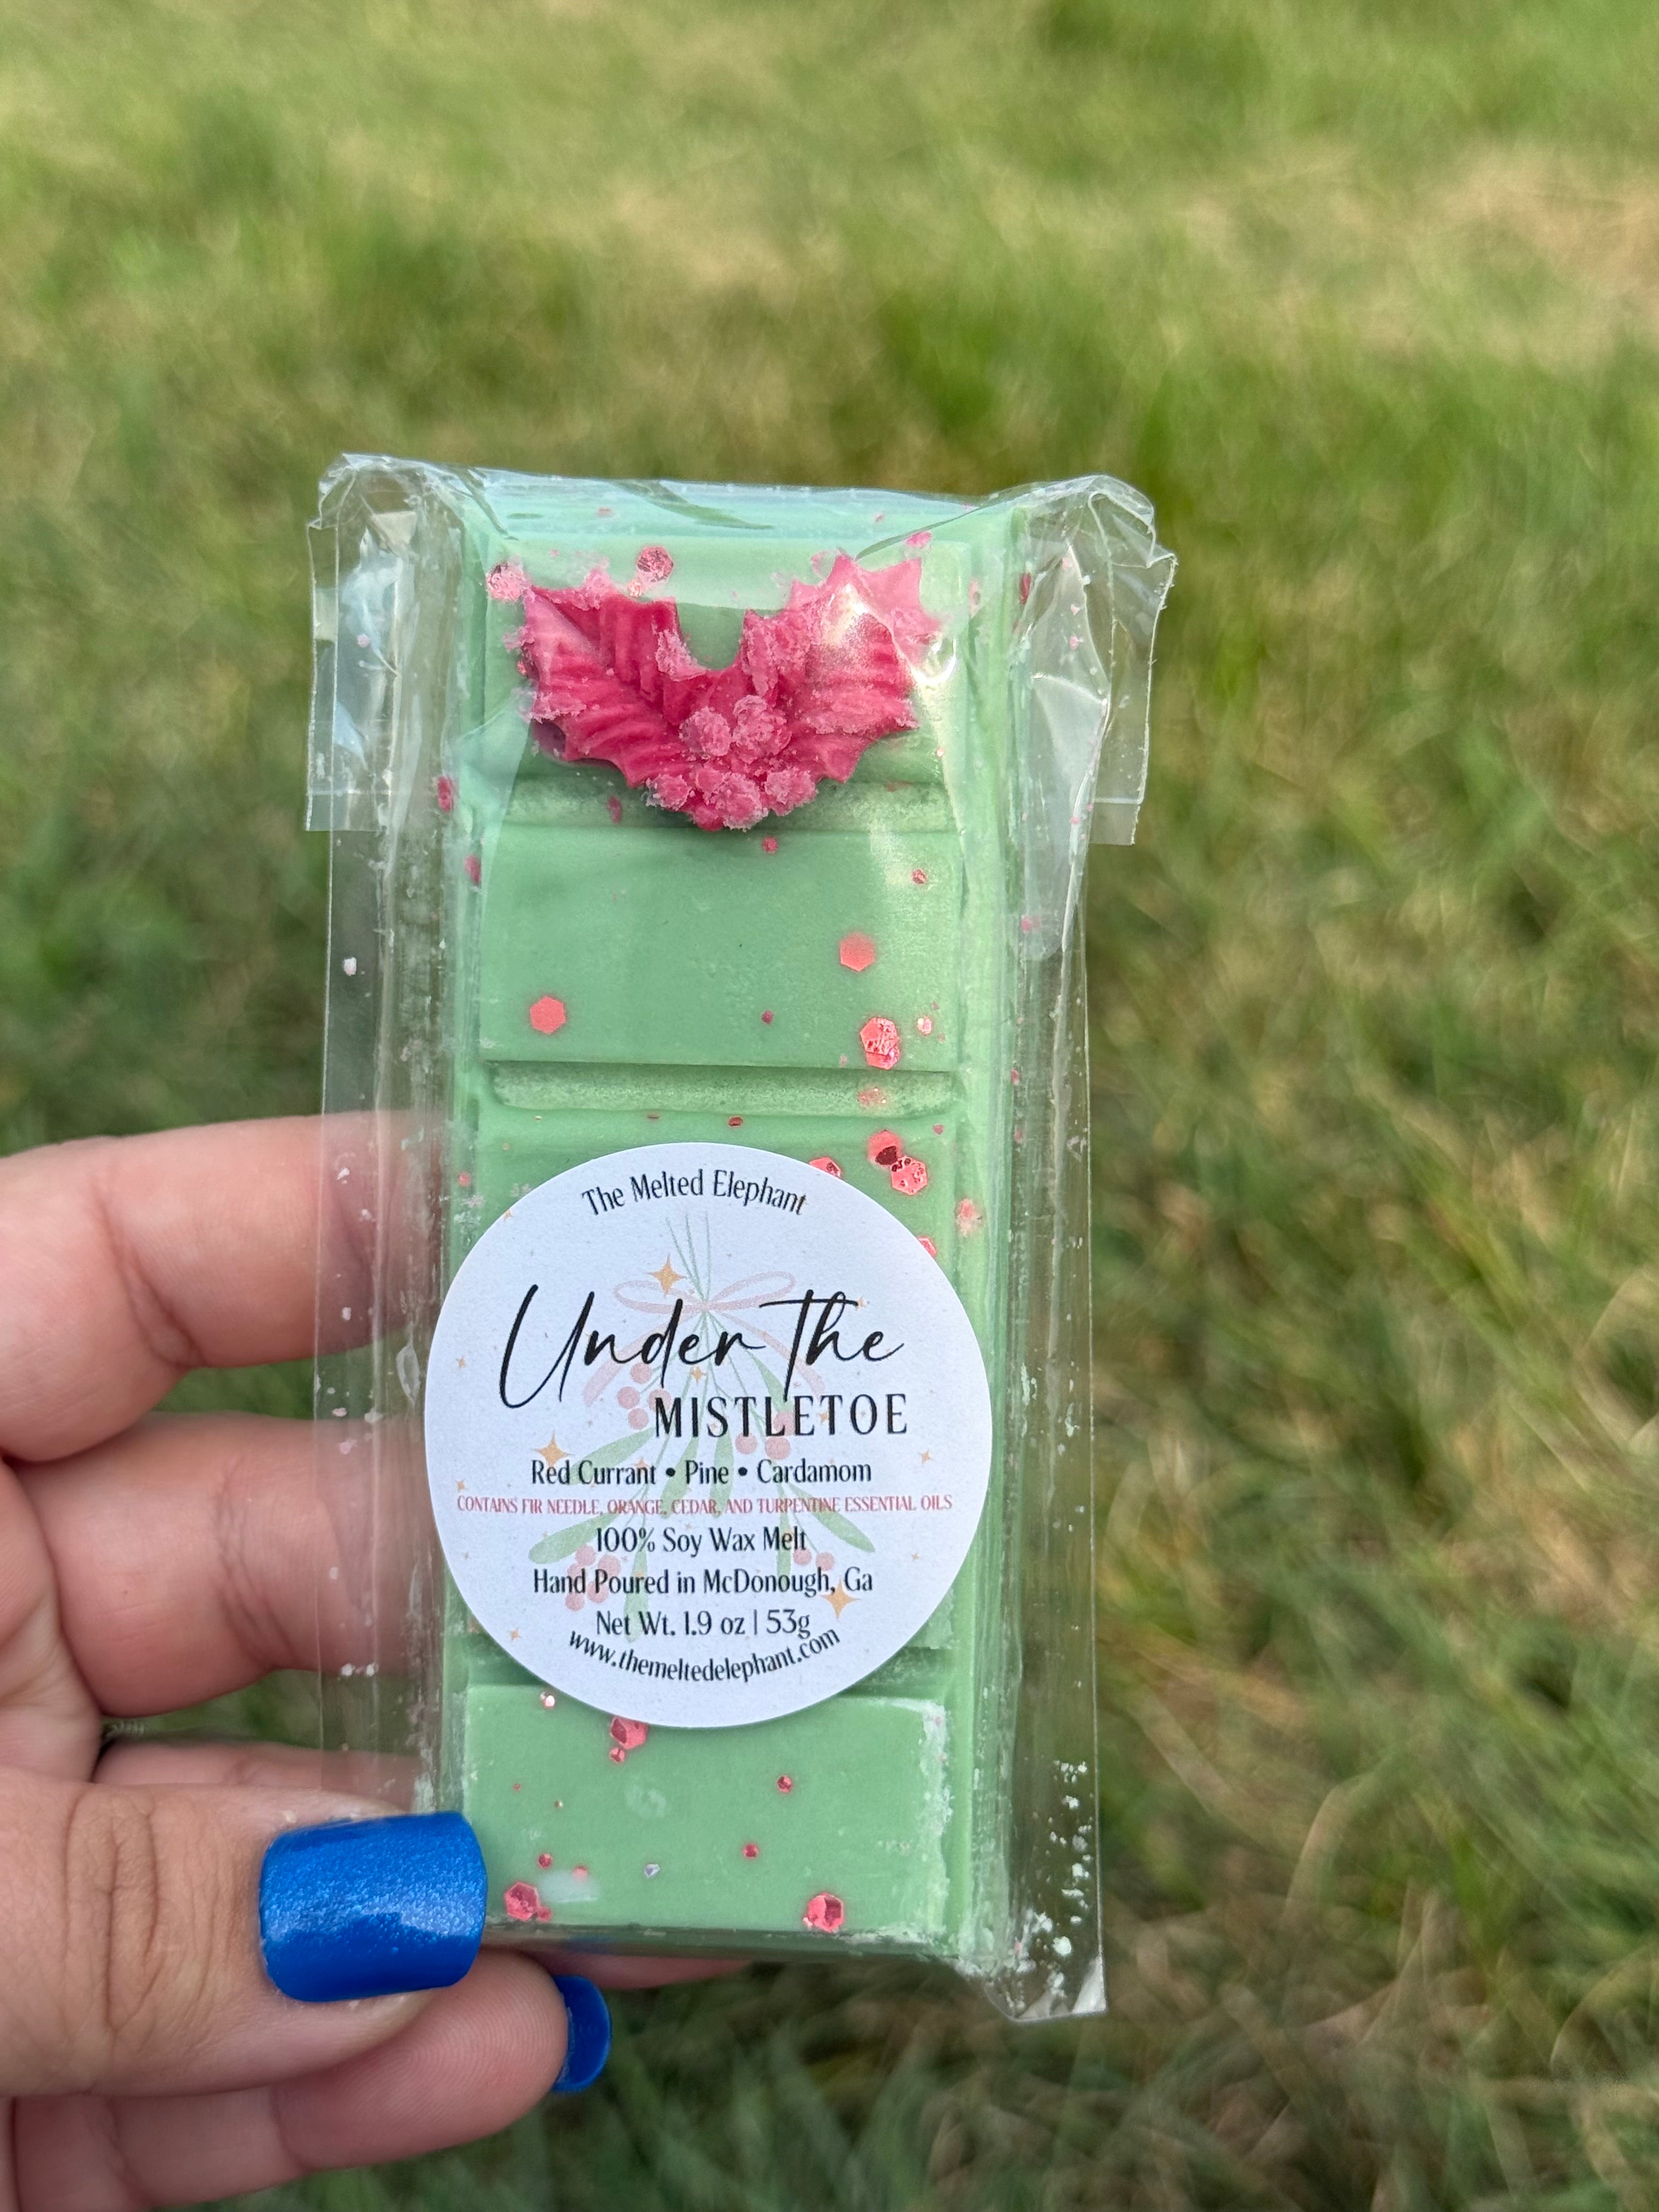 The Melted Elephant
Under The
MISTLETOE
Red Currant • Pine • Cardamom
CONTAINS FIR NEEDLE, ORANGE, CEDAR, AND TURPENTINE ESSENTIAL OILS
100% Soy Wax Melt
Hand Poured in McDonough, Ga
Net Wt. 1.9 oz | 53g
www.themeltedelephant.com